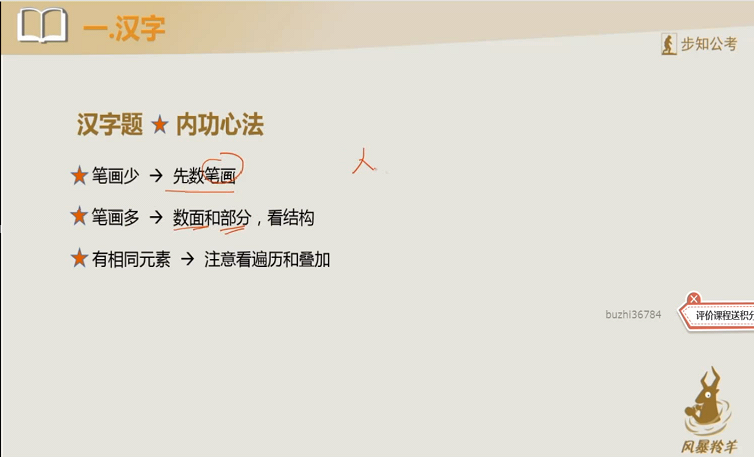 一.汉字
步知公考
汉字题 ★ 内功心法
★ 笔画少 → 先数笔画
人
★ 笔画多 → 数面和部分，看结构
★ 有相同元素 → 注意看遍历和叠加
buzhi36784
评价课程送积分
风暴羚羊